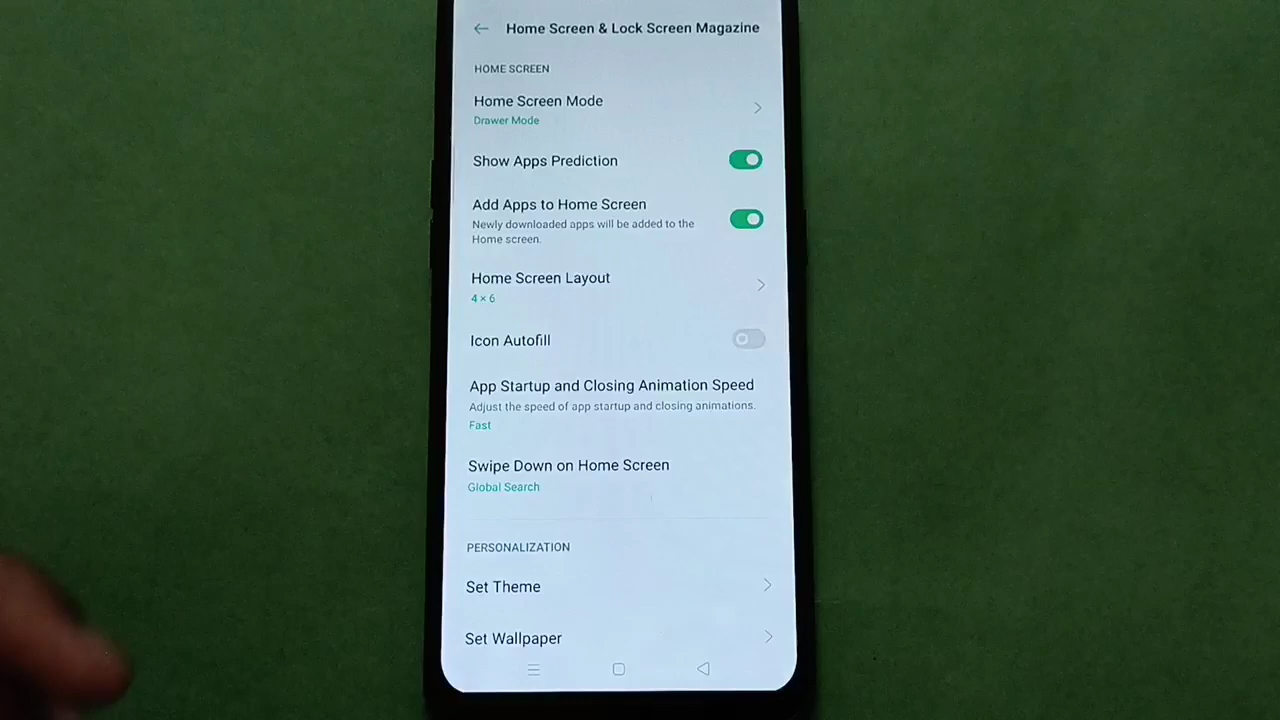 Home Screen & Lock Screen Magazine
HOME SCREEN
Home Screen Mode
Drawer Mode
Show Apps Prediction
Add Apps to Home Screen
Newly downloaded apps will be added to the
Home screen.
Home Screen Layout
4 × 6
Icon Autofill
App Startup and Closing Animation Speed
Adjust the speed of app startup and closing animations.
Fast
Swipe Down on Home Screen
Global Search
PERSONALIZATION
Set Theme
Set Wallpaper